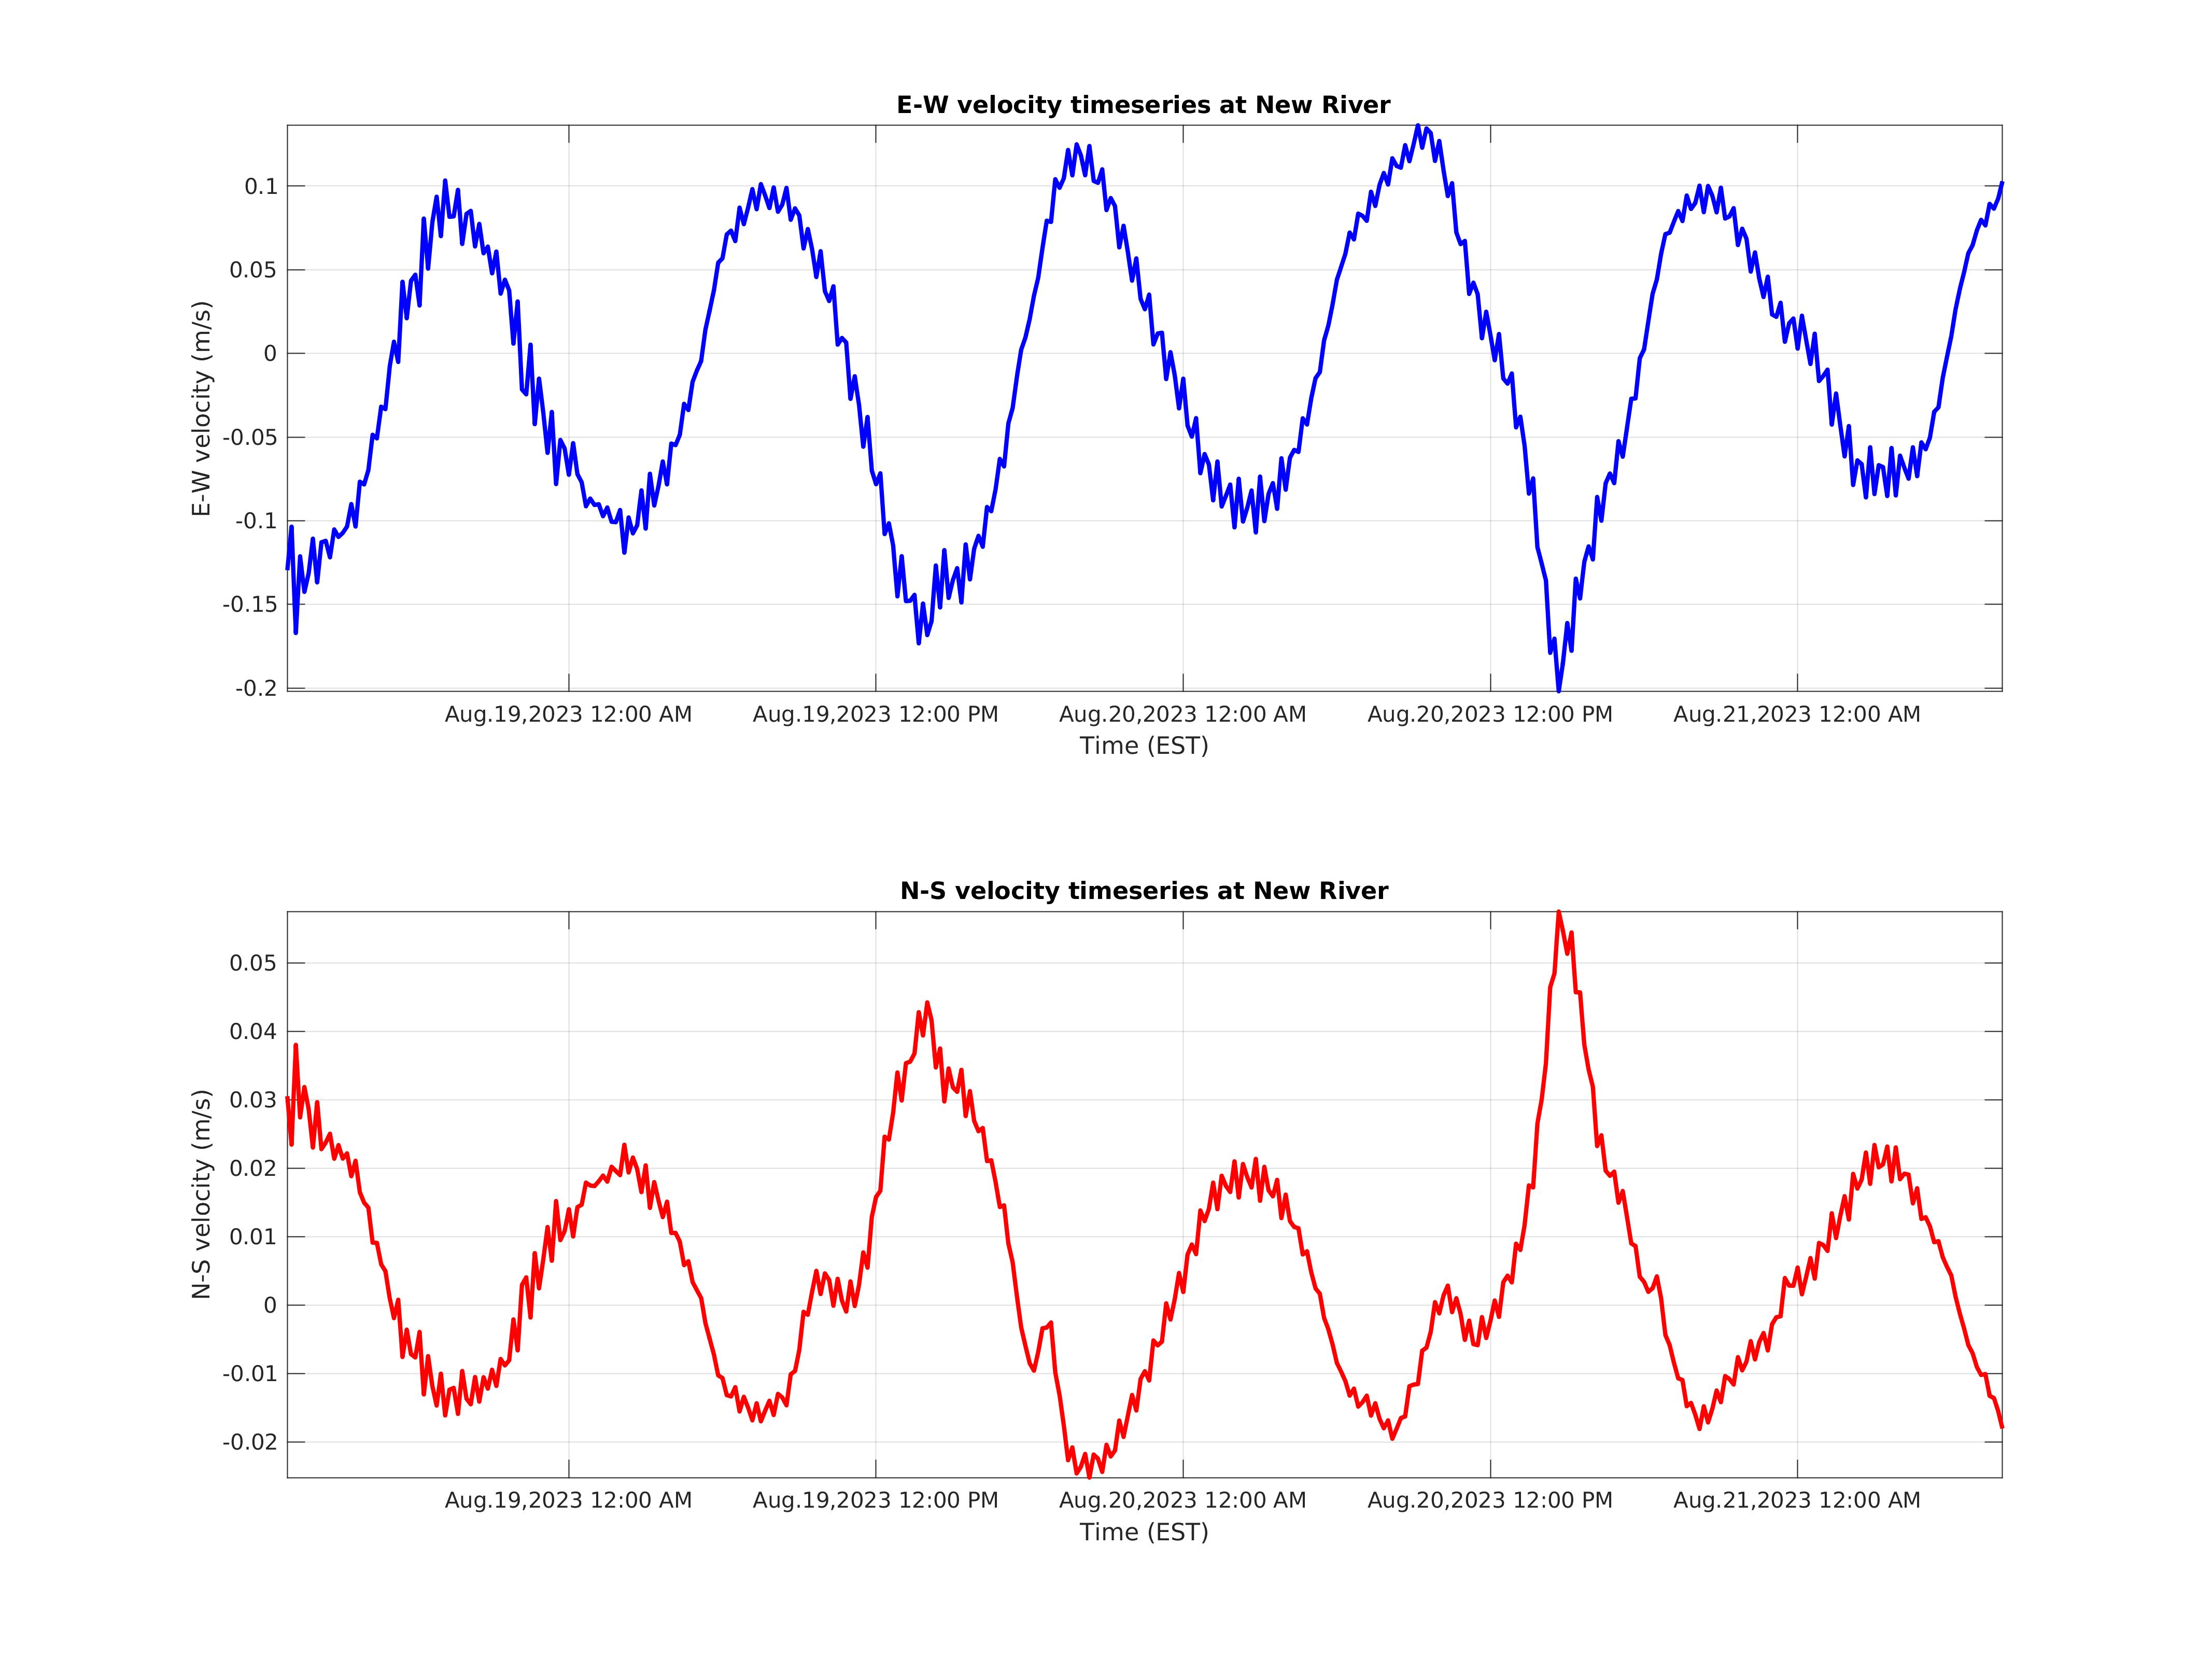 E-W velocity timeseries at New River
E-W velocity (m/s)
0.1
0.05
0
-0.05
-0.1
-0.15
-0.2
Aug.19,2023 12:00 AM
Aug.19,2023 12:00 PM
Aug.20,2023 12:00 AM
Aug.20,2023 12:00 PM
Aug.21,2023 12:00 AM
Time (EST)
N-S velocity timeseries at New River
N-S velocity (m/s)
0.05
0.04
0.03
0.02
0.01
0
-0.01
-0.02
Aug.19,2023 12:00 AM
Aug.19,2023 12:00 PM
Aug.20,2023 12:00 AM
Aug.20,2023 12:00 PM
Aug.21,2023 12:00 AM
Time (EST)